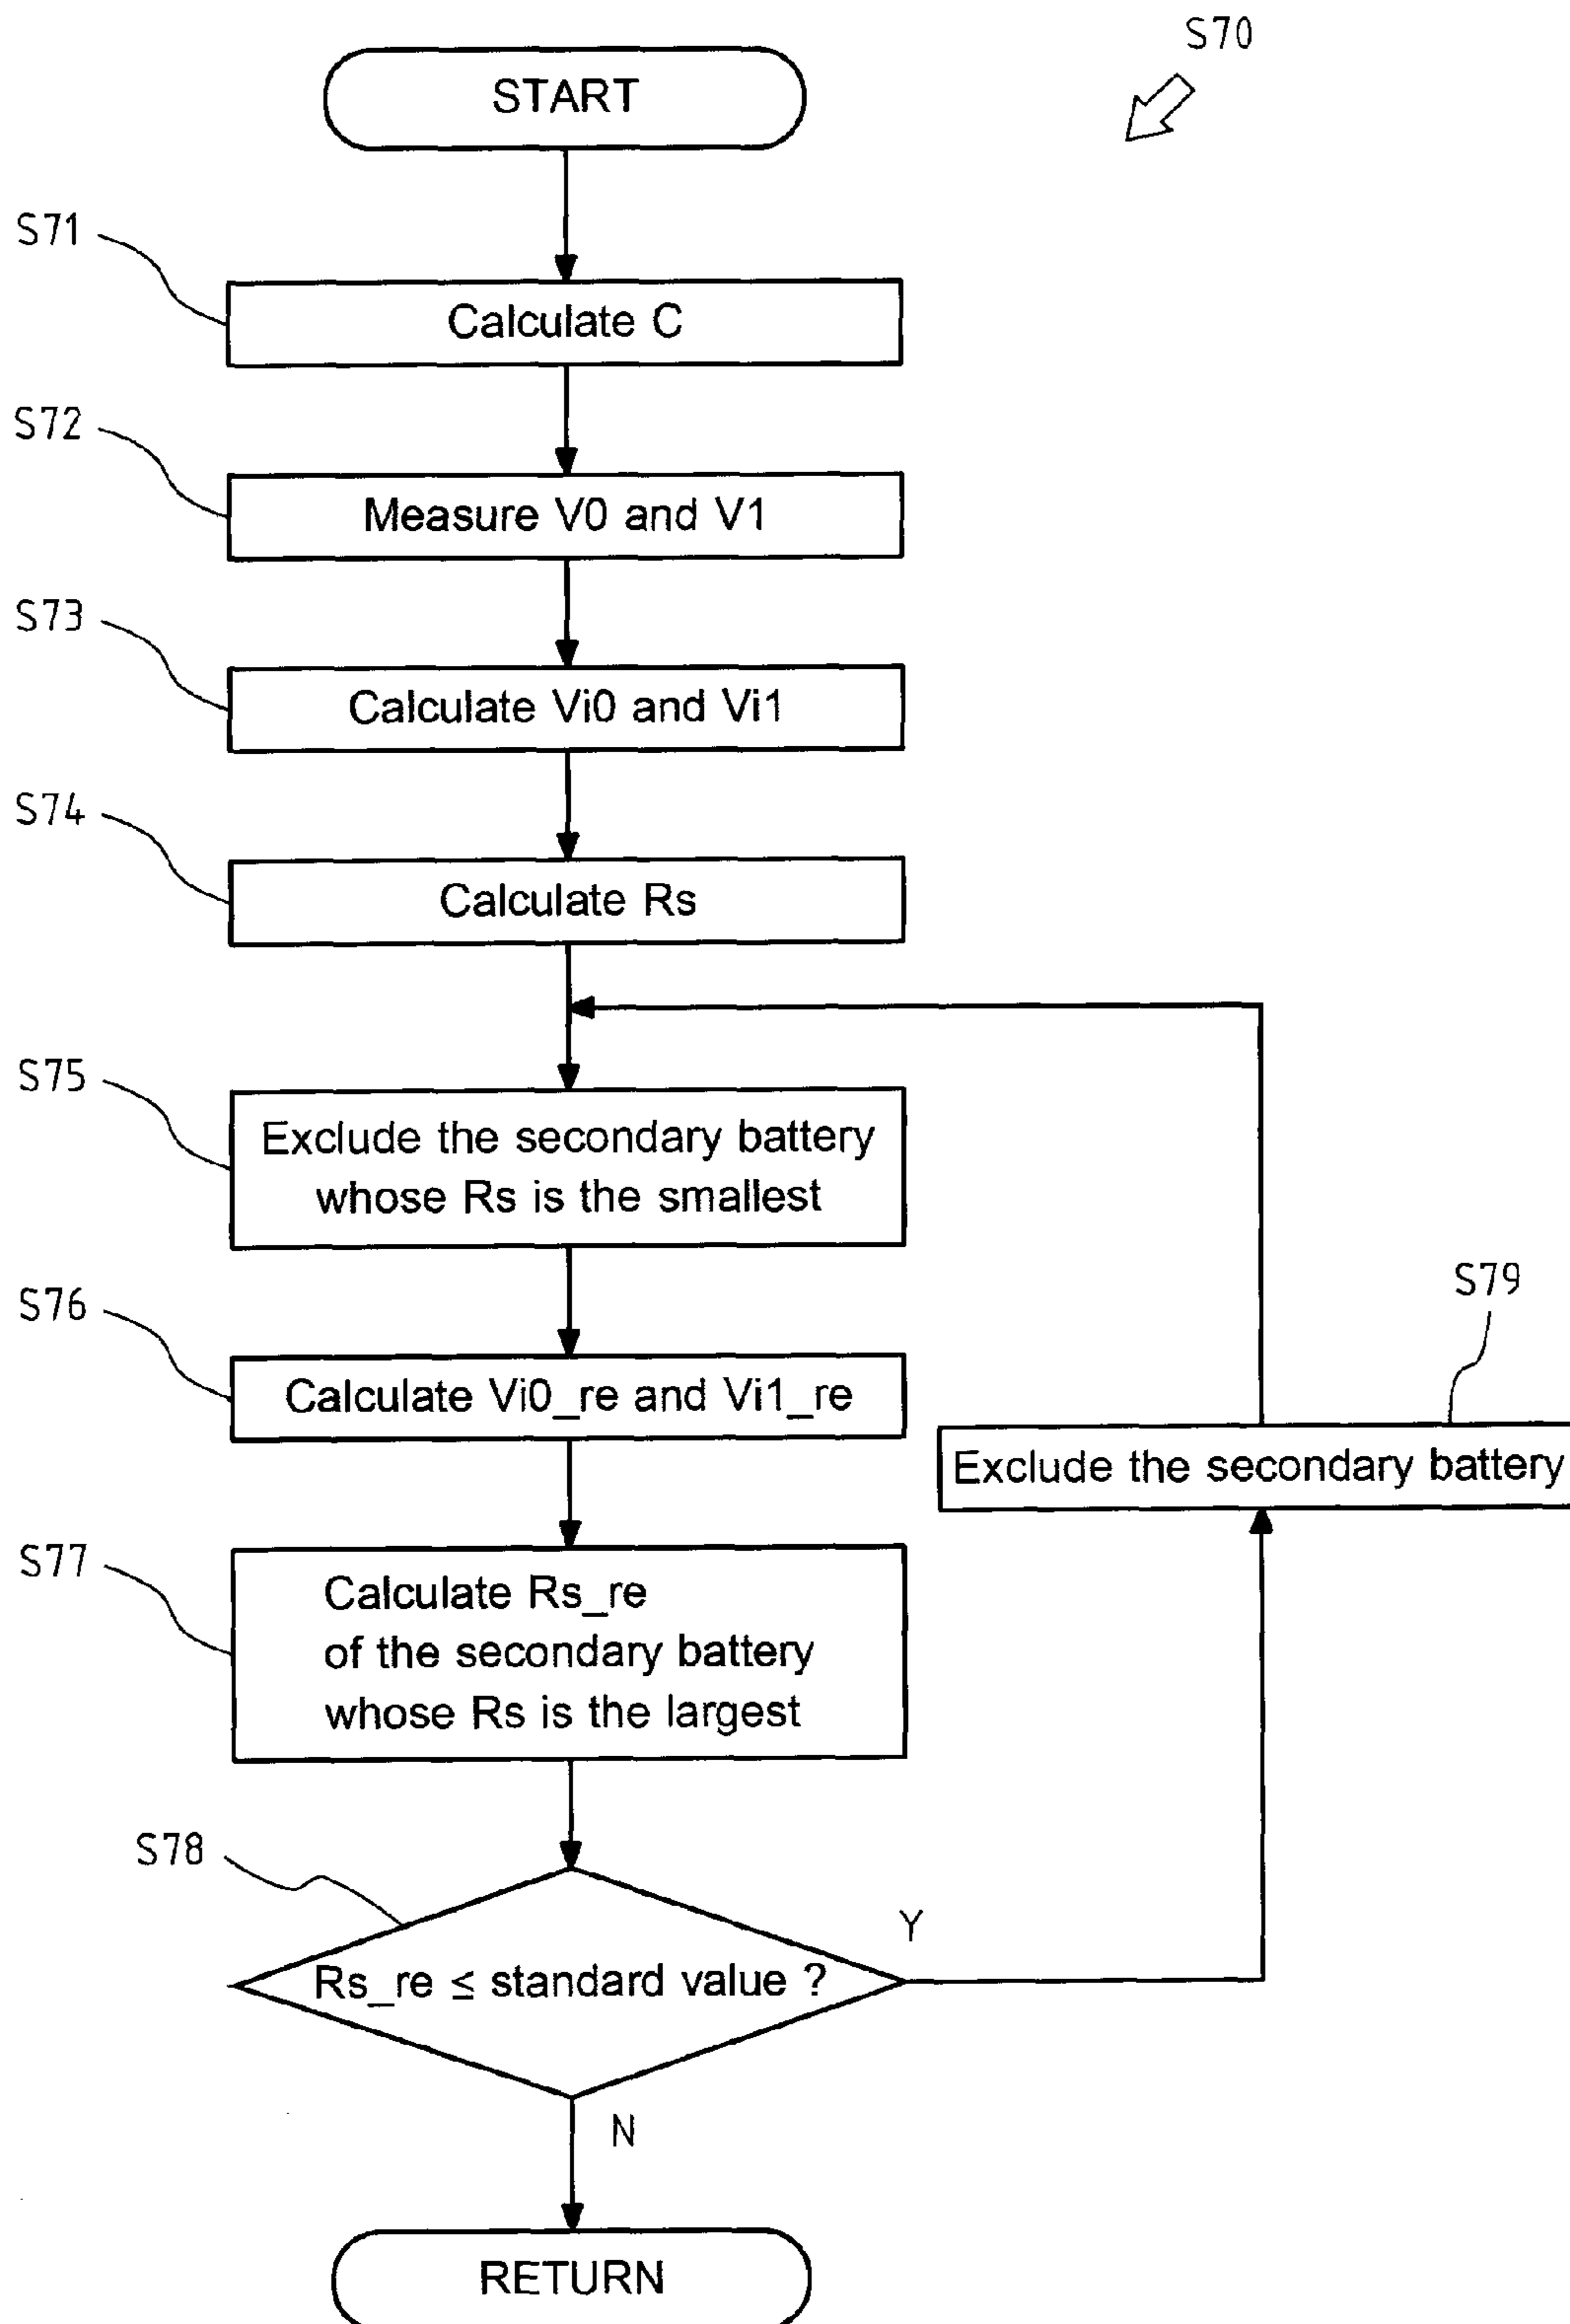 S70
START
S71
Calculate C
S72
Measure V0 and V1
S73
Calculate Vi0 and Vi1
S74
Calculate Rs
S75
Exclude the secondary battery
whose Rs is the smallest
S76
Calculate Vi0_re and Vi1_re
S79
Exclude the secondary battery
S77
Calculate Rs_re
of the secondary battery
whose Rs is the largest
S78
Rs_re ≤ standard value ?
Y
N
RETURN